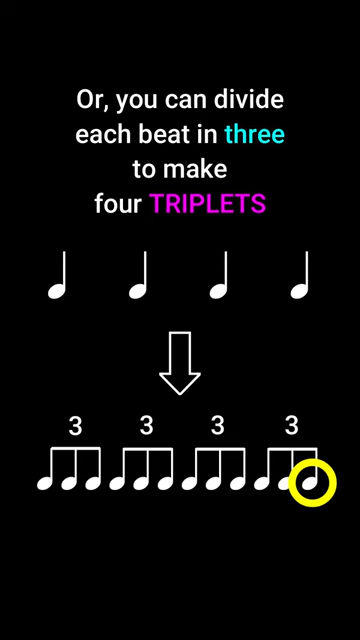 Or, you can divide
each beat in three
to make
four TRIPLETS
3 3 3 3